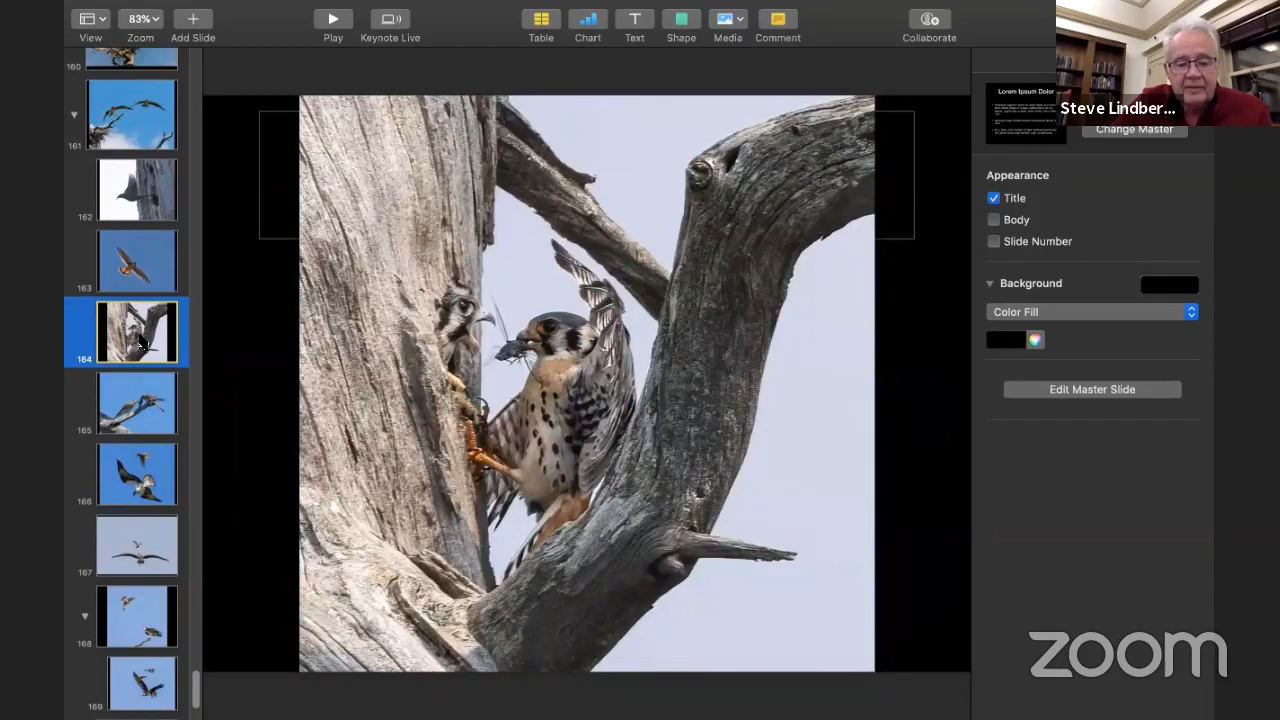 83%
View
Zoom
Add Slide
Play
Keynote Live
Table
Chart
Text
Shape
Media
Comment
Collaborate
Steve Lindber...
Lorem Ipsum Dolor
Change Master
Appearance
Title
Body
Slide Number
Background
Color Fill
Edit Master Slide
160
161
162
163
164
165
166
167
168
169
zoom